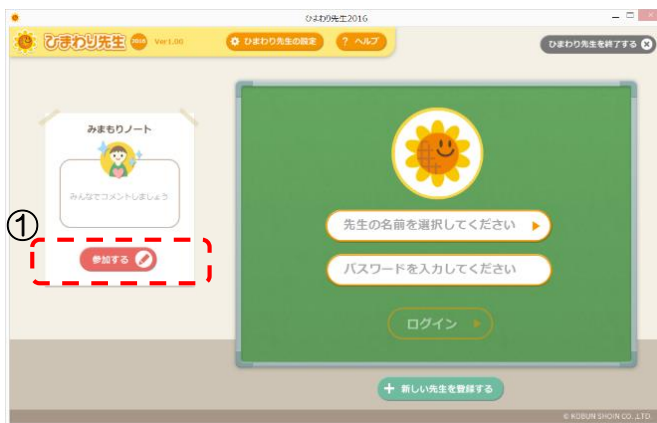 ひまわり先生2016
ひまわり先生 2016 Ver1.00
ひまわり先生の設定
? ヘルプ
ひまわり先生を終了する
みまもりノート
みんなでコメントしましょう
①
参加する
先生の名前を選択してください
パスワードを入力してください
ログイン
新しい先生を登録する
© KOBUN SHOIN CO.,LTD.